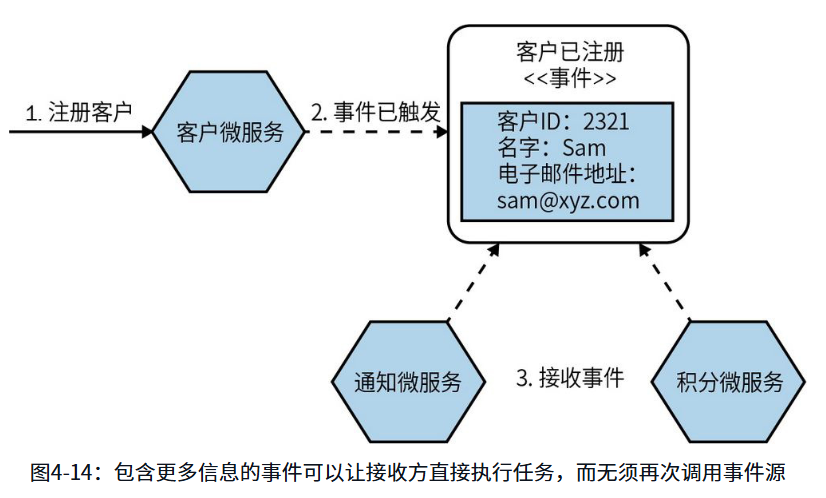 1. 注册客户
客户微服务
2. 事件已触发
客户已注册
<<事件>>
客户ID：2321
名字：Sam
电子邮件地址：
sam@xyz.com
通知微服务
3. 接收事件
积分微服务
图4-14：包含更多信息的事件可以让接收方直接执行任务，而无须再次调用事件源